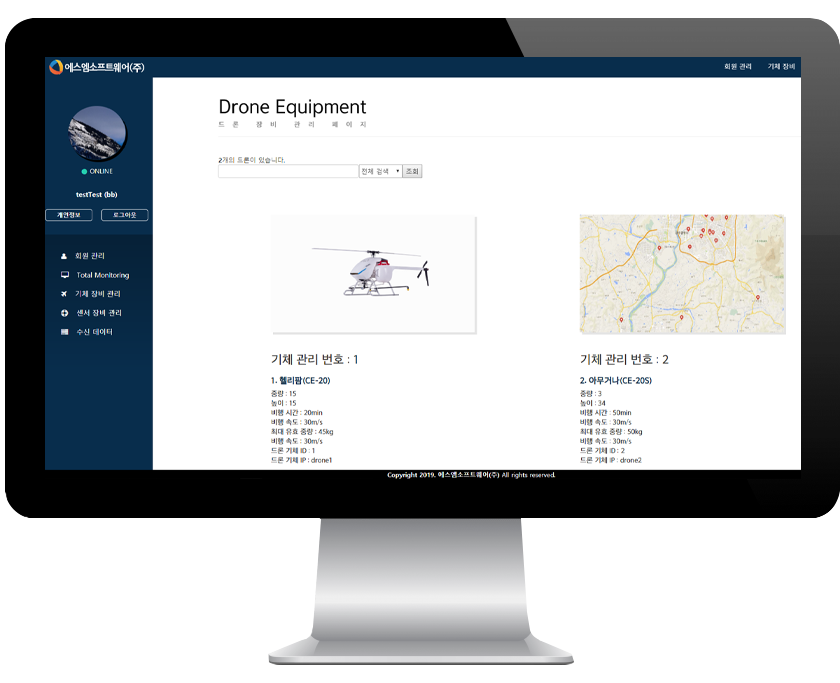 에스엠소프트웨어(주)
회원 관리
기체 장비
ONLINE
testTest (bb)
개인정보
로그아웃
회원 관리
Total Monitoring
기체 장비 관리
센서 장비 관리
수신 데이터
Drone Equipment
드 론 장 비 관 리 페 이 지
2개의 드론이 있습니다.
전체 검색
조회
기체 관리 번호 : 1
1. 헬리팜(CE-20)
중량 : 15
높이 : 15
비행 시간 : 20min
비행 속도 : 30m/s
최대 유효 중량 : 45kg
비행 속도 : 30m/s
드론 기체 ID : 1
드론 기체 IP : drone1
기체 관리 번호 : 2
2. 아무거나(CE-20S)
중량 : 3
높이 : 34
비행 시간 : 50min
비행 속도 : 30m/s
최대 유효 중량 : 50kg
비행 속도 : 30m/s
드론 기체 ID : 2
드론 기체 IP : drone2
Copyright 2019. 에스엠소프트웨어(주) All rights reserved.